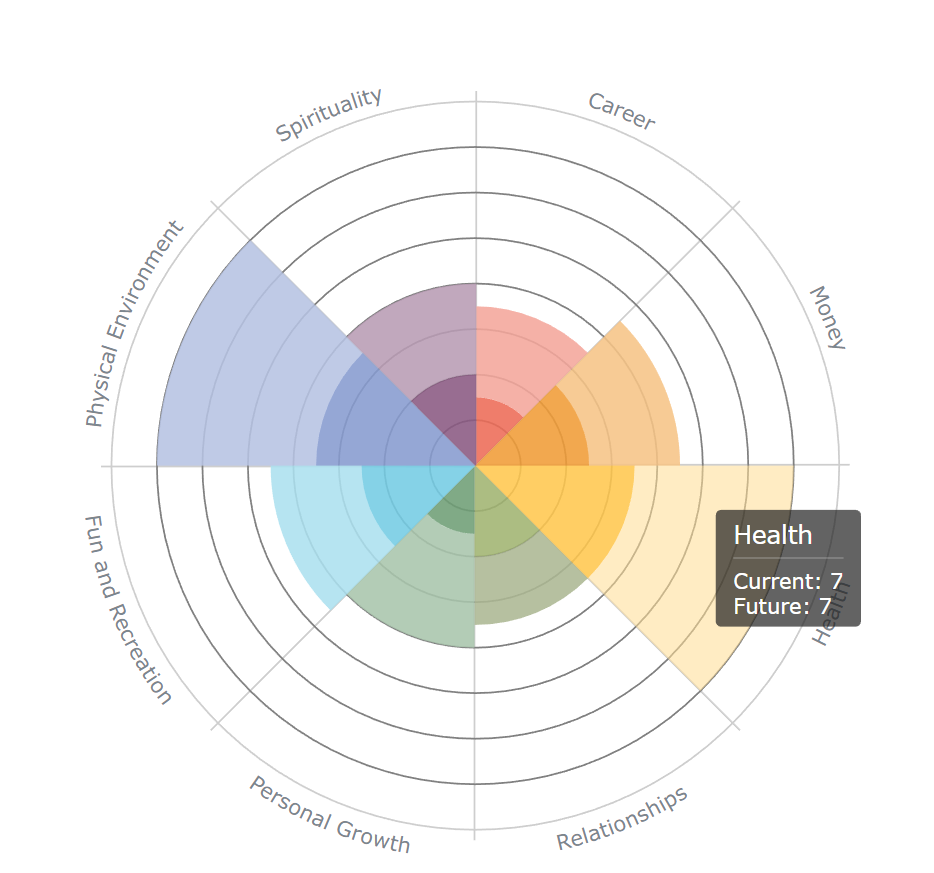 Spirituality
Career
Physical Environment
Money
Health
Current: 7
Future: 7
Health
Fun and Recreation
Personal Growth
Relationships